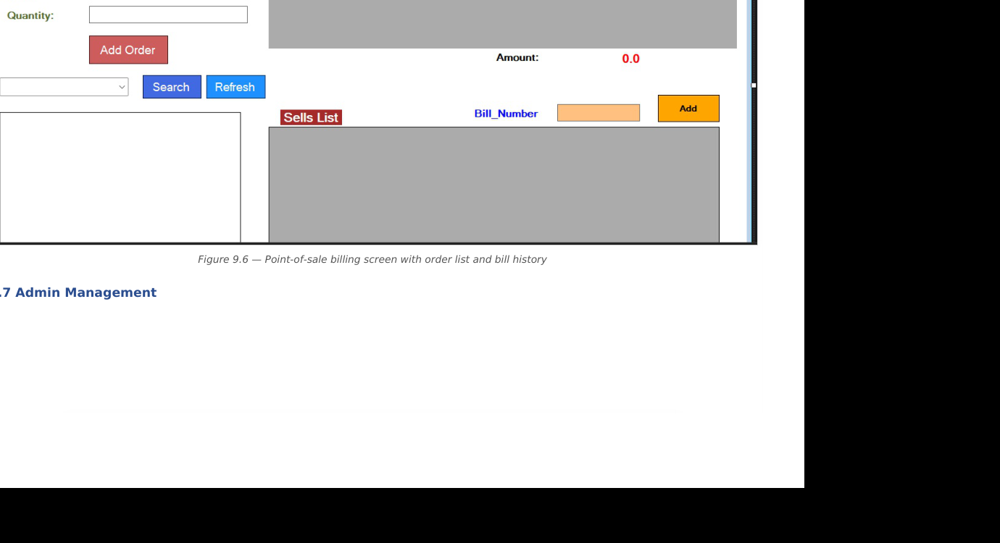 Quantity:
Add Order
Amount: 0.0
Search Refresh
Sells List Bill_Number Add
Figure 9.6 — Point-of-sale billing screen with order list and bill history
.7 Admin Management